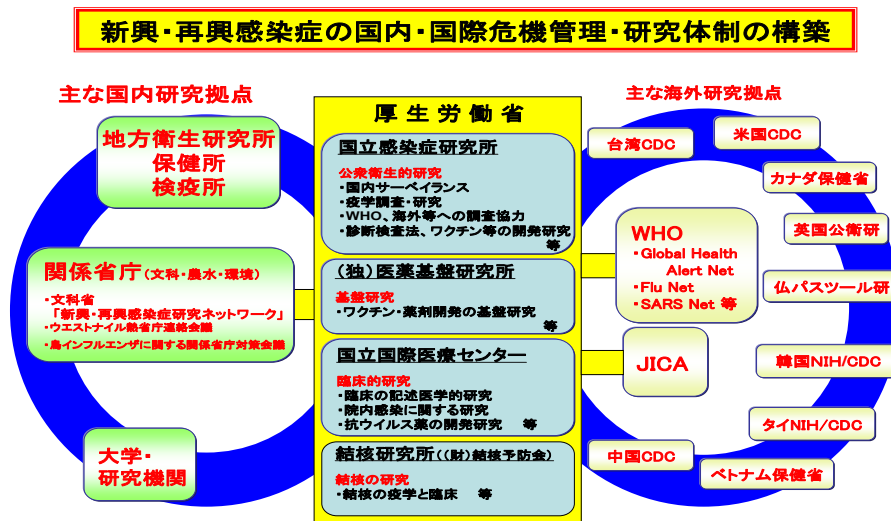 新興・再興感染症の国内・国際危機管理・研究体制の構築
主な国内研究拠点
地方衛生研究所
保健所
検疫所
関係省庁（文科・農水・環境）
・文科省
「新興・再興感染症研究ネットワーク」
・ウエストナイル熱省庁連絡会議
・鳥インフルエンザに関する関係省庁対策会議
大学・
研究機関
厚生労働省
国立感染症研究所
公衆衛生的研究
・国内サーベイランス
・疫学調査・研究
・WHO、海外等への調査協力
・診断検査法、ワクチン等の開発研究
等
（独）医薬基盤研究所
基盤研究
・ワクチン・薬剤開発の基盤研究
等
国立国際医療センター
臨床的研究
・臨床の記述医学的研究
・院内感染に関する研究
・抗ウイルス薬の開発研究　等
結核研究所（（財）結核予防会）
結核の研究
・結核の疫学と臨床　等
主な海外研究拠点
台湾CDC
米国CDC
カナダ保健省
英国公衛研
仏パスツール研
韓国NIH/CDC
タイNIH/CDC
ベトナム保健省
中国CDC
WHO
・Global Health
Alert Net
・Flu Net
・SARS Net 等
JICA